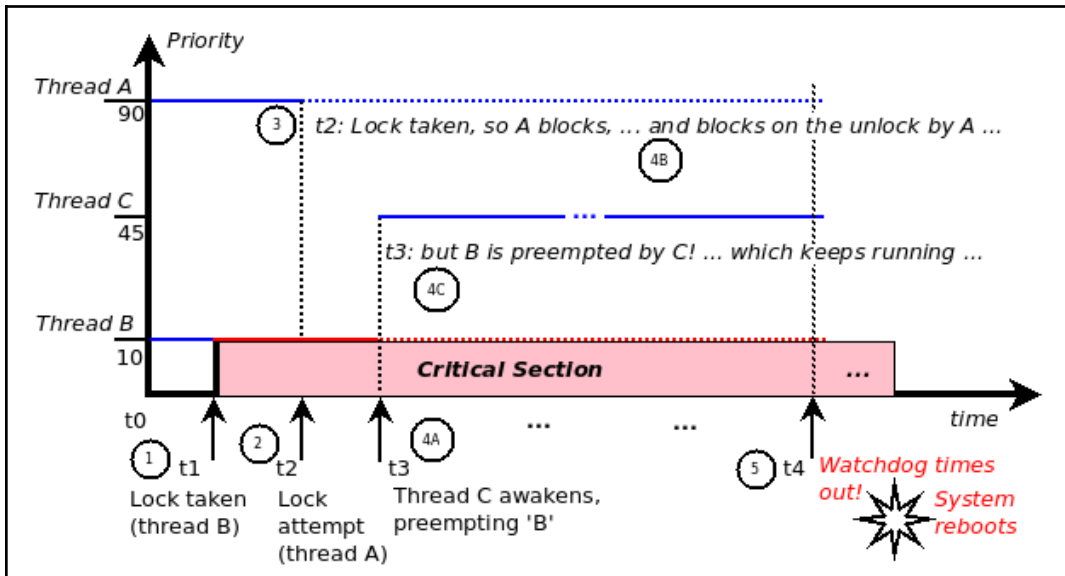 Priority
Thread A
90
3
t2: Lock taken, so A blocks, ... and blocks on the unlock by A ...
4B
Thread C
45
...
t3: but B is preempted by C! ... which keeps running ...
4C
Thread B
10
Critical Section
...
t0
... ...
time
1
t1
2
t2
t3
4A
5
t4
Watchdog times
out!
Lock taken
(thread B)
Lock
attempt
(thread A)
Thread C awakens,
preempting 'B'
System
reboots